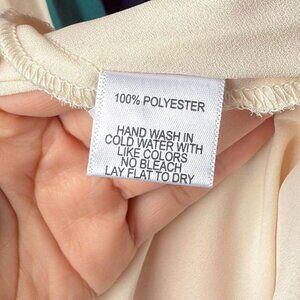 100% POLYESTER
HAND WASH IN
COLD WATER WITH
LIKE COLORS
NO BLEACH
LAY FLAT TO DRY